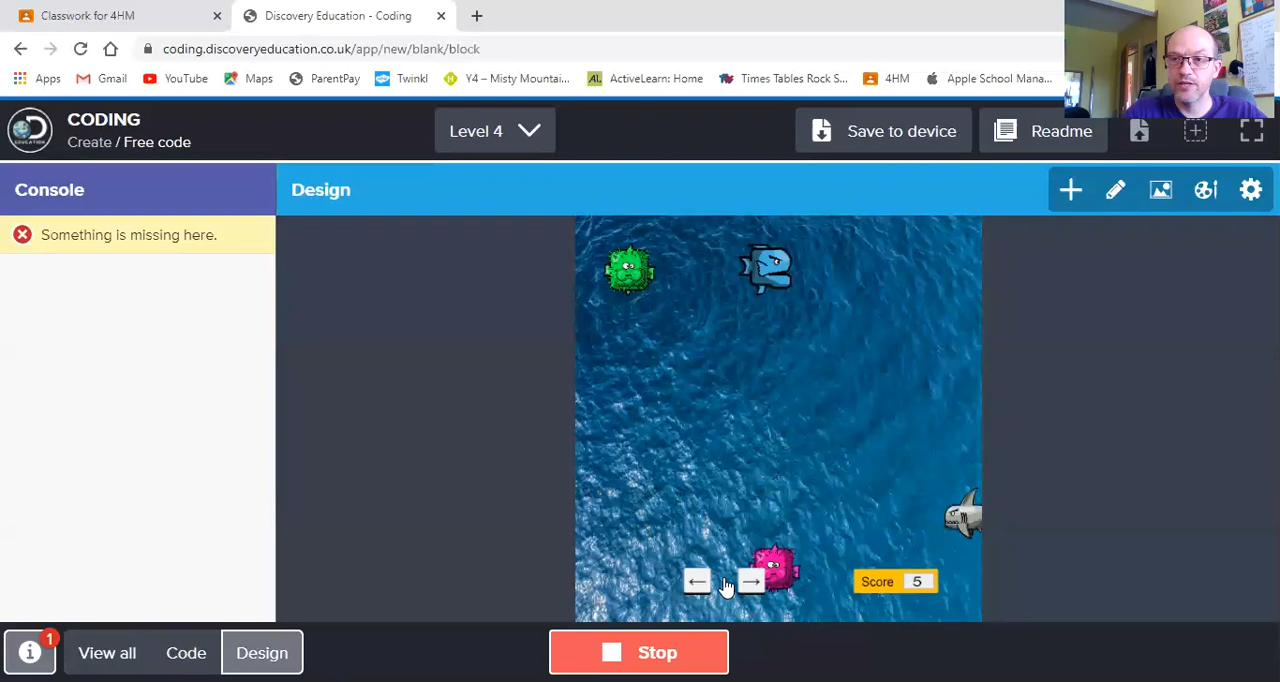 Classwork for 4HM
Discovery Education - Coding
coding.discoveryeducation.co.uk/app/new/blank/block
Apps Gmail YouTube Maps ParentPay Twinkl Y4 – Misty Mountai... ActiveLearn: Home Times Tables Rock S... 4HM Apple School Mana...
CODING
Create / Free code
Level 4
Save to device
Readme
Console
Design
Something is missing here.
← →
Score 5
1
View all Code Design
Stop